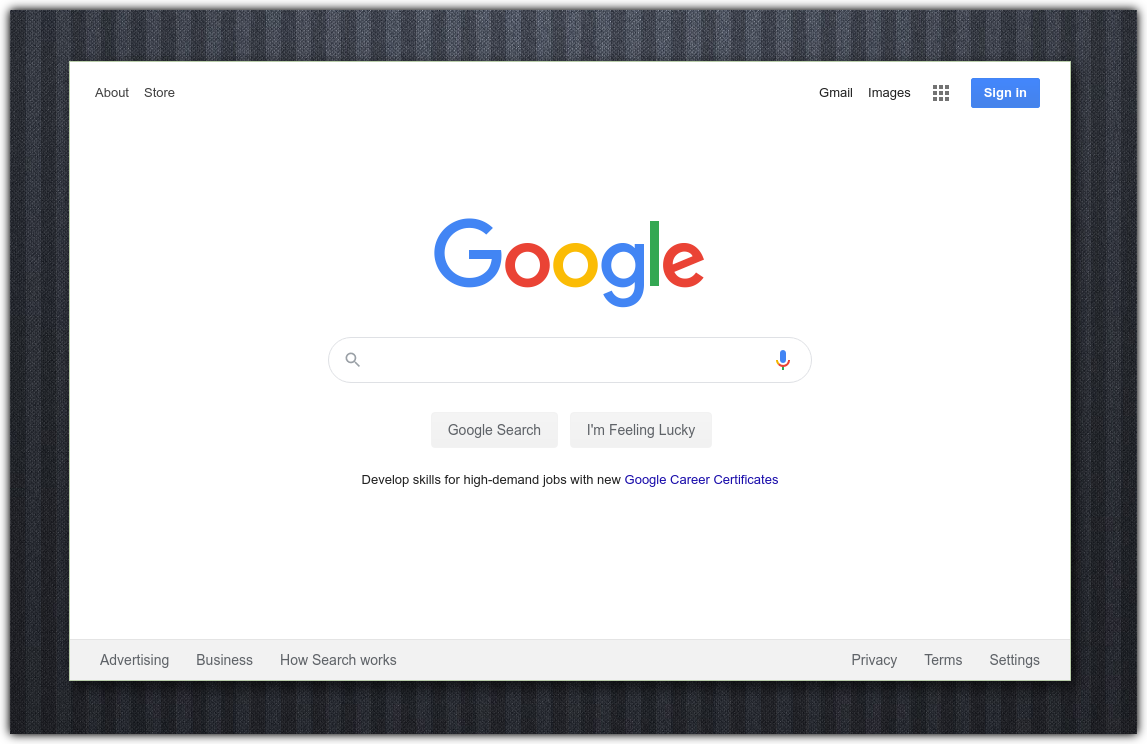 About Store Gmail Images Sign in
Google
Google Search I'm Feeling Lucky
Develop skills for high-demand jobs with new Google Career Certificates
Advertising Business How Search works Privacy Terms Settings